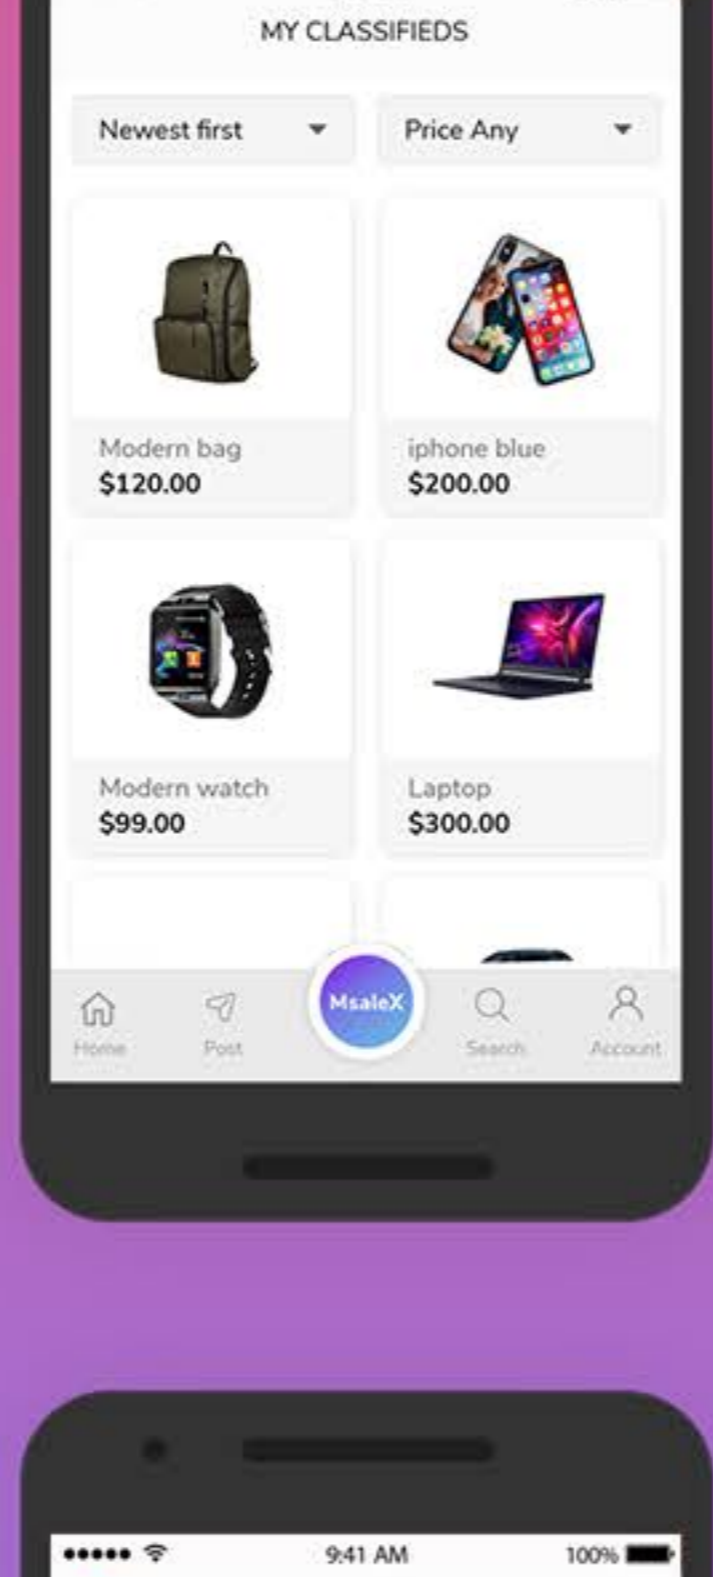 MY CLASSIFIEDS
Newest first
Price Any
Modern bag
$120.00
iphone blue
$200.00
Modern watch
$99.00
Laptop
$300.00
MsaleX
Home
Post
Search
Account
9:41 AM
100%